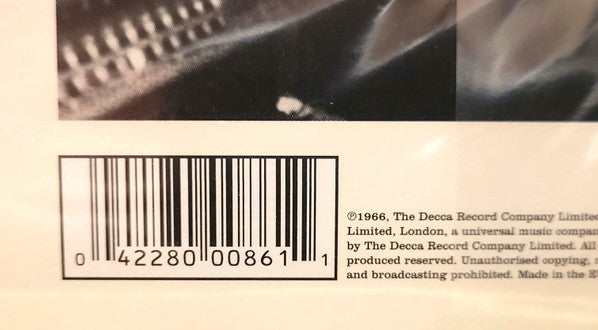 0 42280 00861 1
℗1966, The Decca Record Company Limited
Limited, London, a universal music compan
by The Decca Record Company Limited. All
produced reserved. Unauthorised copying,
and broadcasting prohibited. Made in the E